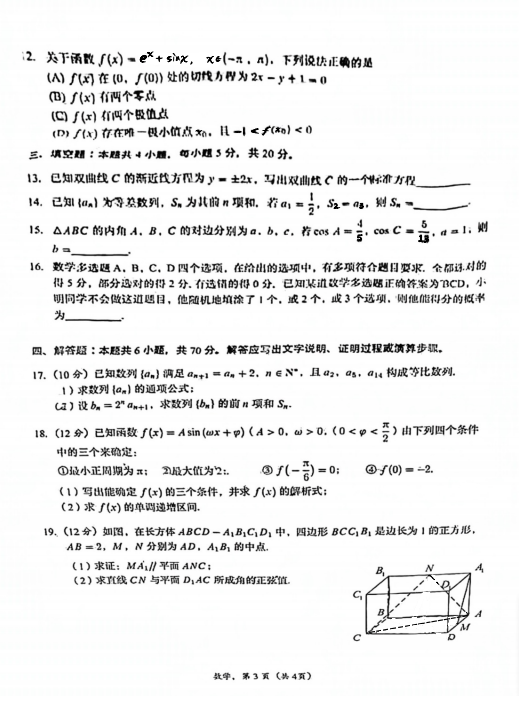 12. 关于函数 f(x) = eˣ + sinx, x∈(-π, π), 下列说法正确的是
(A) f(x) 在 (0, f(0)) 处的切线方程为 2x - y + 1 = 0
(B) f(x) 有两个零点
(C) f(x) 有两个极值点
(D) f(x) 存在唯一极小值点 x₀, 且 -1 < f(x₀) < 0
三、填空题：本题共 4 小题, 每小题 5 分, 共 20 分。
13. 已知双曲线 C 的渐近线方程为 y = ±2x, 写出双曲线 C 的一个标准方程______
14. 已知 {aₙ} 为等差数列, Sₙ 为其前 n 项和, 若 a₁ = 1/2, S₂ = a₃, 则 Sₙ = ______.
15. △ABC 的内角 A, B, C 的对边分别为 a, b, c, 若 cos A = 4/5, cos C = 5/13, a = 1, 则
b = ______.
16. 数学多选题 A, B, C, D 四个选项, 在给出的选项中, 有多项符合题目要求. 全部选对的
得 5 分, 部分选对的得 2 分, 有选错的得 0 分. 已知某道数学多选题正确答案为 BCD, 小
明同学不会做这道题目, 他随机地填涂了 1 个, 或 2 个, 或 3 个选项, 则他能得分的概率
为______.
四、解答题：本题共 6 小题, 共 70 分。解答应写出文字说明、证明过程或演算步骤。
17. (10 分) 已知数列 {aₙ} 满足 aₙ₊₁ = aₙ + 2, n∈N*, 且 a₂, a₅, a₁₄ 构成等比数列.
1) 求数列 {aₙ} 的通项公式;
(2) 设 bₙ = 2ⁿ aₙ₊₁, 求数列 {bₙ} 的前 n 项和 Sₙ.
18. (12 分) 已知函数 f(x) = A sin(ωx + φ) ( A > 0, ω > 0, (0 < φ < π/2 ) 由下列四个条件
中的三个来确定:
①最小正周期为 π; ②最大值为 2; ③ f(-π/6) = 0; ④ f(0) = -2.
(1) 写出能确定 f(x) 的三个条件, 并求 f(x) 的解析式;
(2) 求 f(x) 的单调递增区间.
19. (12 分) 如图, 在长方体 ABCD - A₁B₁C₁D₁ 中, 四边形 BCC₁B₁ 是边长为 1 的正方形,
AB = 2, M, N 分别为 AD, A₁B₁ 的中点.
(1) 求证: MA₁// 平面 ANC;
(2) 求直线 CN 与平面 D₁AC 所成角的正弦值.
B₁ N A₁
C₁ D₁
B A
M
C D
数学, 第 3 页 (共 4页)